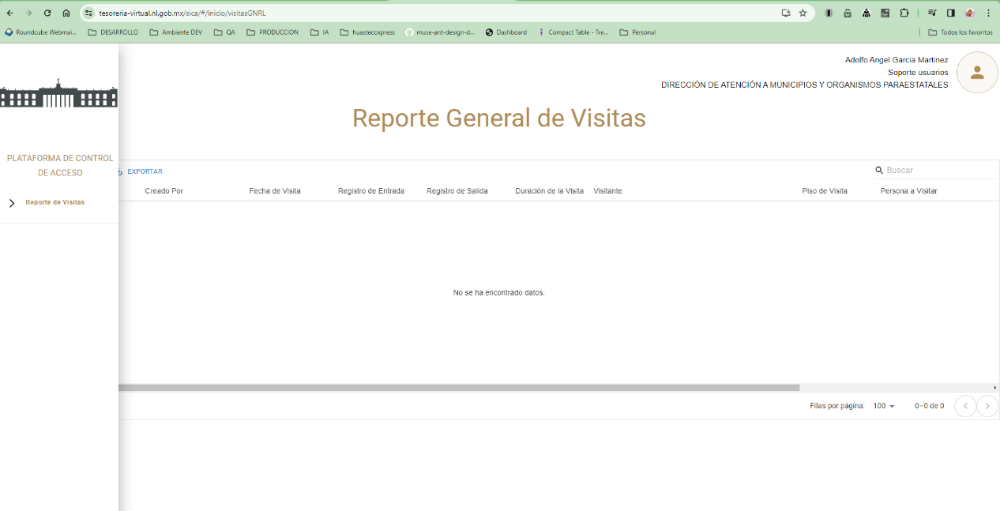 tesoreria-virtual.nl.gob.mx/sica/#/inicio/visitasGNRL
Roundcube Webmai... DESARROLLO Ambiente DEV QA PRODUCCION IA huastecoxpress muse-ant-design-d... Dashboard Compact Table - Tre... Personal Todos los favoritos
Adolfo Angel Garcia Martinez
Soporte usuarios
DIRECCIÓN DE ATENCIÓN A MUNICIPIOS Y ORGANISMOS PARAESTATALES
Reporte General de Visitas
PLATAFORMA DE CONTROL
DE ACCESO
Reporte de Visitas
EXPORTAR Buscar
Creado Por Fecha de Visita Registro de Entrada Registro de Salida Duración de la Visita Visitante Piso de Visita Persona a Visitar
No se ha encontrado datos.
Filas por página: 100 0–0 de 0